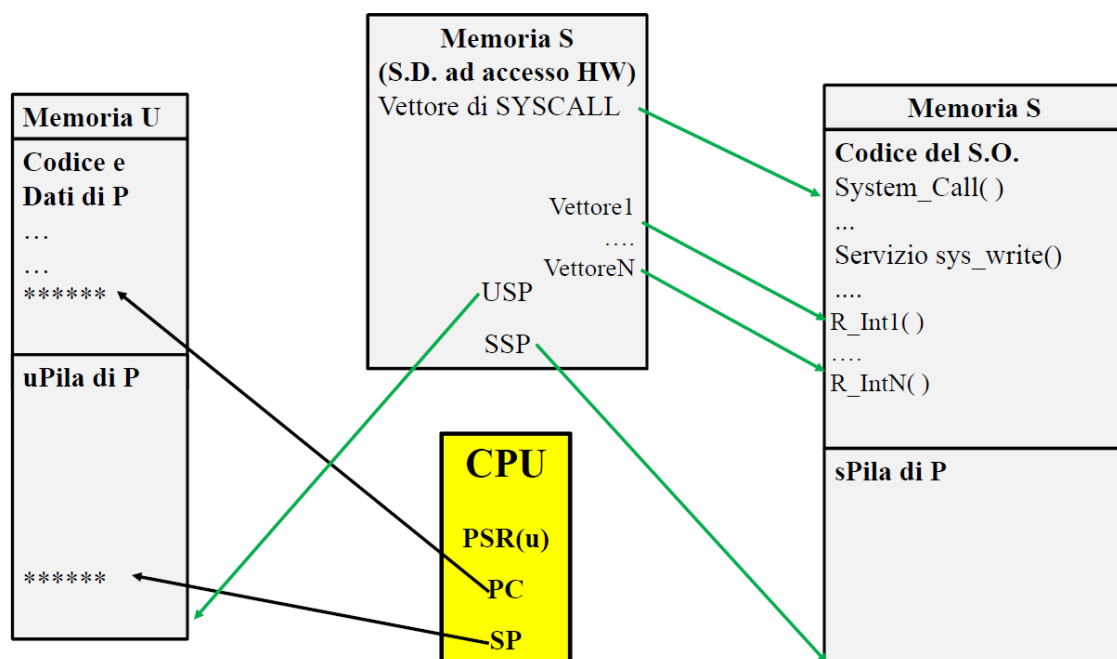 Memoria U
Codice e
Dati di P
…
…
******
uPila di P
******
Memoria S
(S.D. ad accesso HW)
Vettore di SYSCALL
Vettore1
….
VettoreN
USP
SSP
CPU
PSR(u)
PC
SP
Memoria S
Codice del S.O.
System_Call( )
...
Servizio sys_write()
....
R_Int1( )
….
R_IntN( )
sPila di P